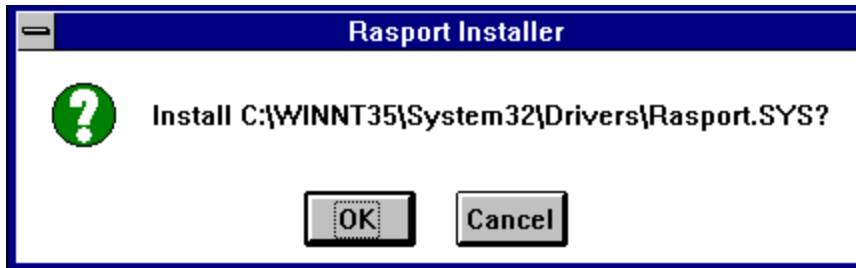 Rasport Installer
Install C:\WINNT35\System32\Drivers\Rasport.SYS?
OK
Cancel